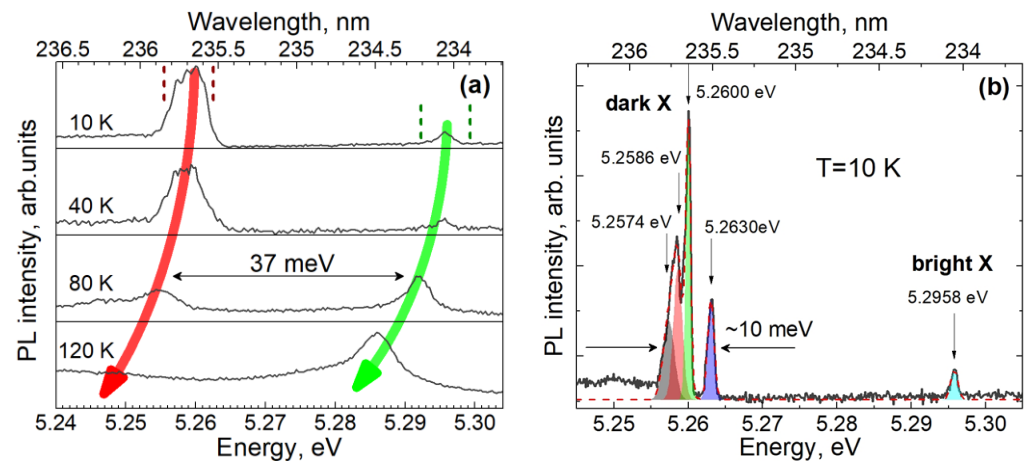 Wavelength, nm
236.5 236 235.5 235 234.5 234
(a)
10 K
40 K
37 meV
80 K
120 K
PL intensity, arb.units
5.24 5.25 5.26 5.27 5.28 5.29 5.30
Energy, eV
Wavelength, nm
236 235.5 235 234.5 234
(b)
dark X
5.2600 eV
5.2586 eV
T=10 K
5.2574 eV
5.2630eV
bright X
5.2958 eV
~10 meV
PL intensity, arb. units
5.25 5.26 5.27 5.28 5.29 5.30
Energy, eV